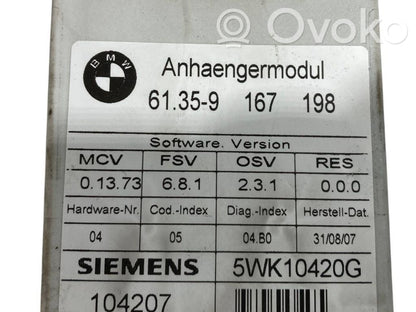 Ovoko
BMW Anhaengermodul
61.35-9 167 198
Software. Version
MCV FSV OSV RES
0.13.73 6.8.1 2.3.1 0.0.0
Hardware-Nr. Cod.-Index Diag.-Index Herstell-Dat.
04 05 04.B0 31/08/07
SIEMENS 5WK10420G
104207